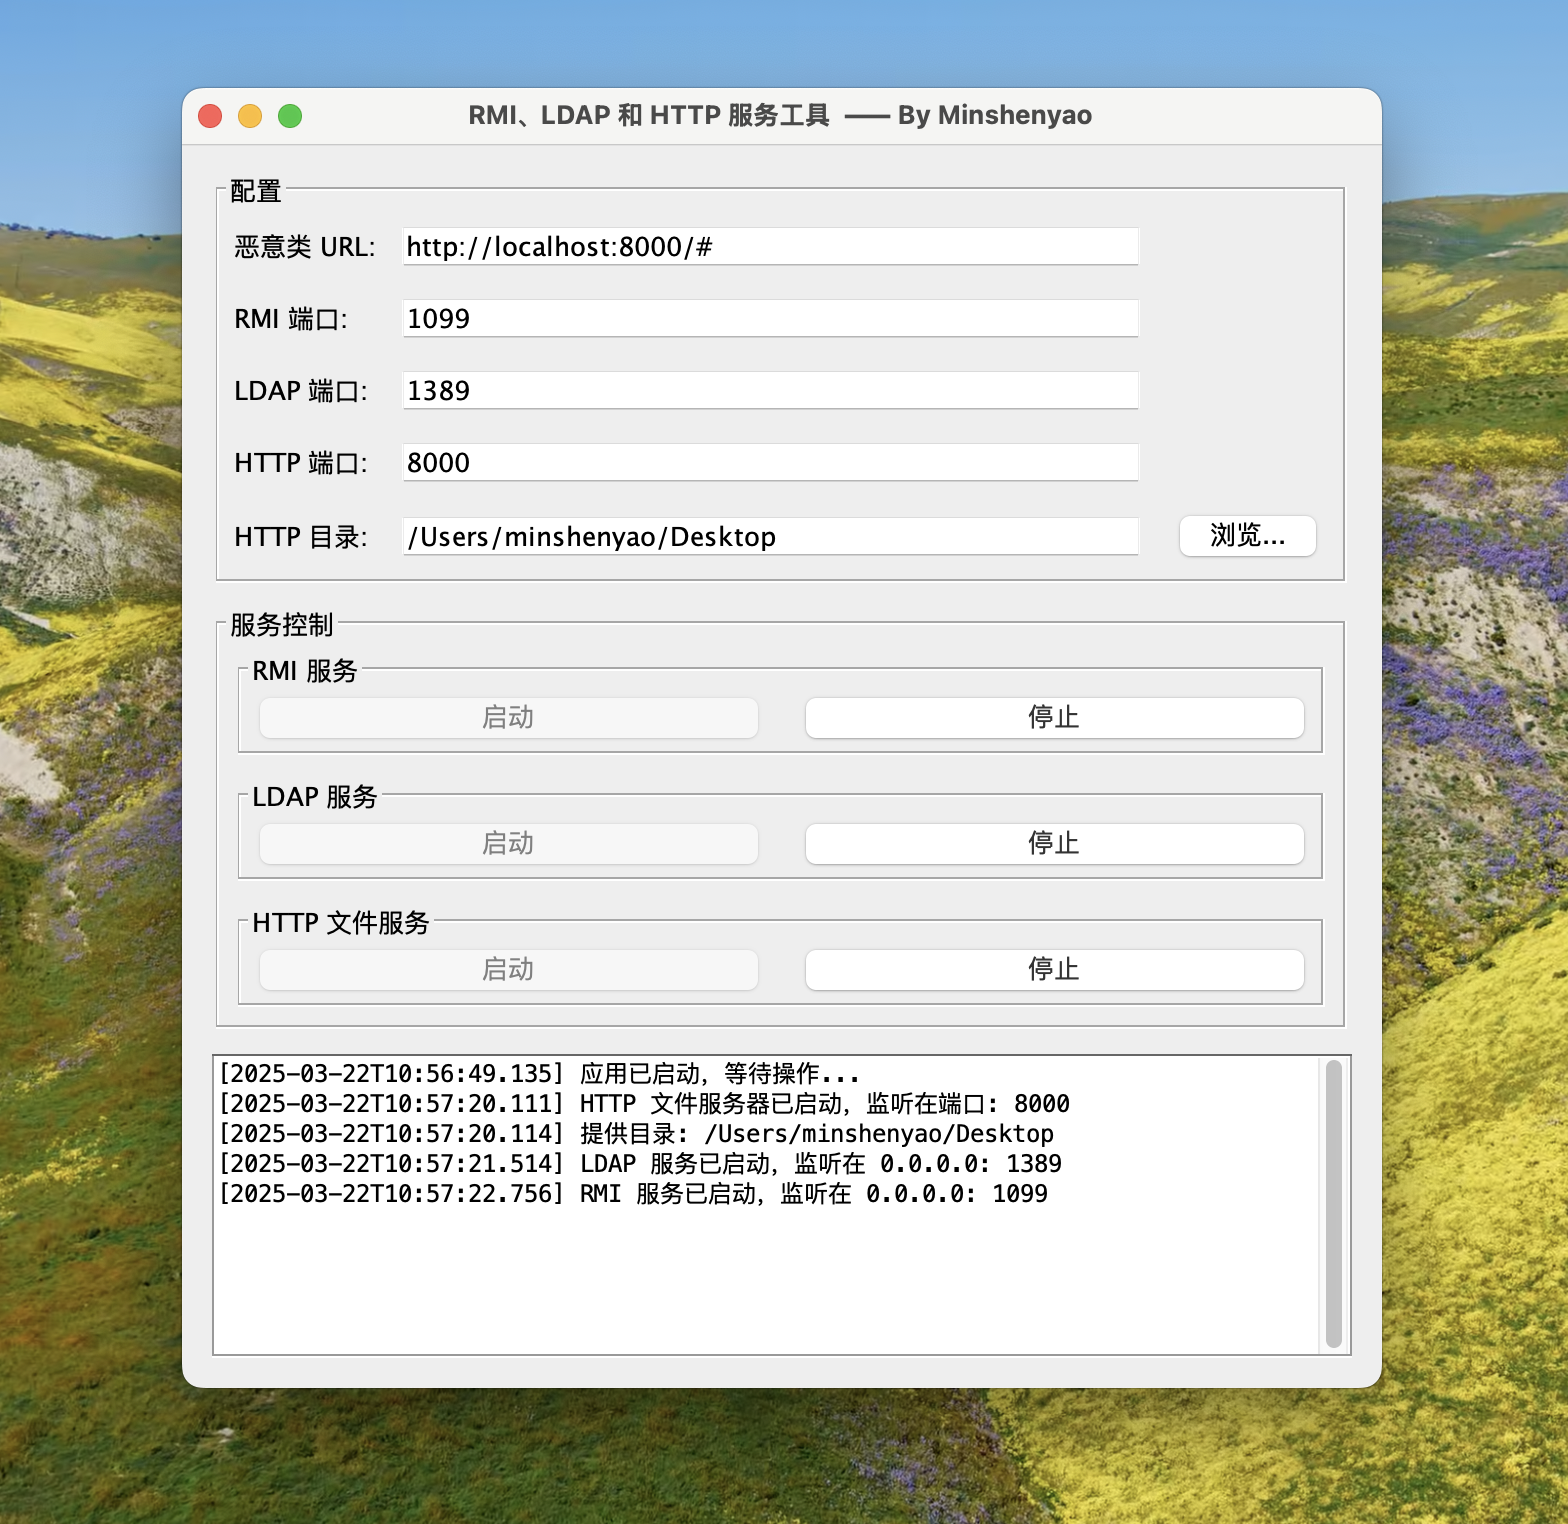 RMI、LDAP 和 HTTP 服务工具 —— By Minshenyao
配置
恶意类 URL: http://localhost:8000/#
RMI 端口: 1099
LDAP 端口: 1389
HTTP 端口: 8000
HTTP 目录: /Users/minshenyao/Desktop 浏览...
服务控制
RMI 服务
启动 停止
LDAP 服务
启动 停止
HTTP 文件服务
启动 停止
[2025-03-22T10:56:49.135] 应用已启动，等待操作...
[2025-03-22T10:57:20.111] HTTP 文件服务器已启动，监听在端口: 8000
[2025-03-22T10:57:20.114] 提供目录: /Users/minshenyao/Desktop
[2025-03-22T10:57:21.514] LDAP 服务已启动，监听在 0.0.0.0: 1389
[2025-03-22T10:57:22.756] RMI 服务已启动，监听在 0.0.0.0: 1099